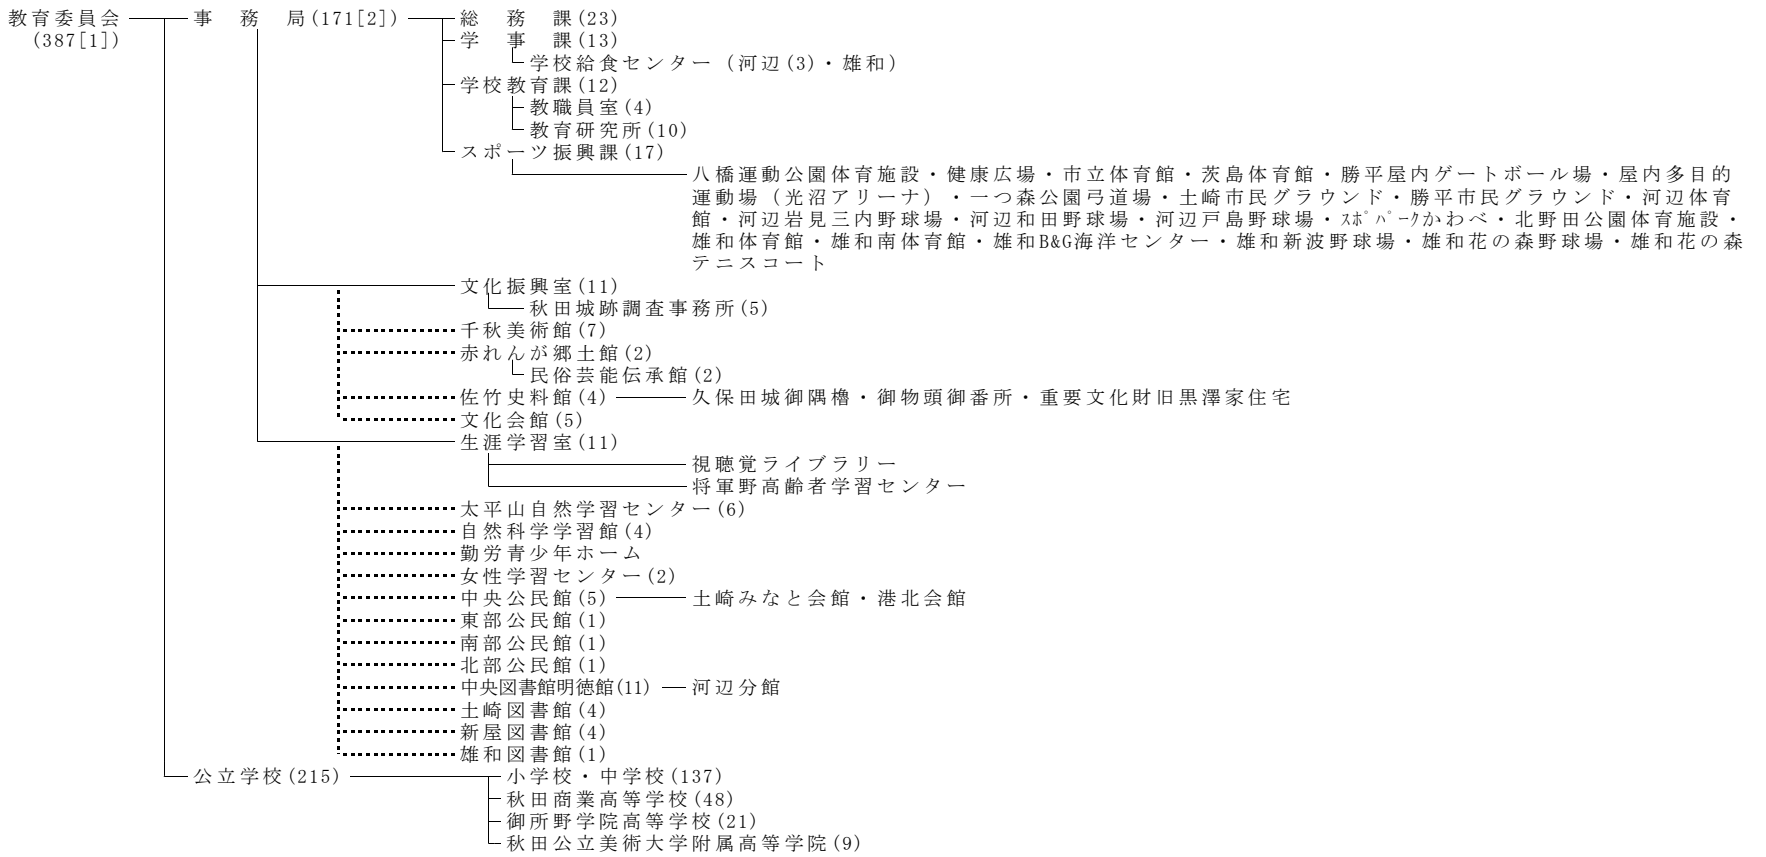 教育委員会 事務局(171[2]) 総務課(23)
(387[1]) 学事課(13)
学校給食センター（河辺(3)・雄和）
学校教育課(12)
教職員室(4)
教育研究所(10)
スポーツ振興課(17)
八橋運動公園体育施設・健康広場・市立体育館・茨島体育館・勝平屋内ゲートボール場・屋内多目的
運動場（光沼アリーナ）・一つ森公園弓道場・土崎市民グラウンド・勝平市民グラウンド・河辺体育
館・河辺岩見三内野球場・河辺和田野球場・河辺戸島野球場・ｽﾎﾟﾊﾟｰｸかわべ・北野田公園体育施設・
雄和体育館・雄和南体育館・雄和B&G海洋センター・雄和新波野球場・雄和花の森野球場・雄和花の森
テニスコート
文化振興室(11)
秋田城跡調査事務所(5)
千秋美術館(7)
赤れんが郷土館(2)
民俗芸能伝承館(2)
佐竹史料館(4) 久保田城御隅櫓・御物頭御番所・重要文化財旧黒澤家住宅
文化会館(5)
生涯学習室(11)
視聴覚ライブラリー
将軍野高齢者学習センター
太平山自然学習センター(6)
自然科学学習館(4)
勤労青少年ホーム
女性学習センター(2)
中央公民館(5) 土崎みなと会館・港北会館
東部公民館(1)
南部公民館(1)
北部公民館(1)
中央図書館明徳館(11) 河辺分館
土崎図書館(4)
新屋図書館(4)
雄和図書館(1)
公立学校(215) 小学校・中学校(137)
秋田商業高等学校(48)
御所野学院高等学校(21)
秋田公立美術大学附属高等学院(9)